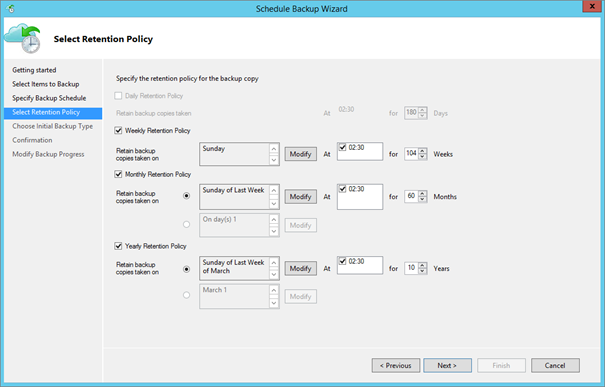 Schedule Backup Wizard
Select Retention Policy
Getting started
Select Items to Backup
Specify Backup Schedule
Select Retention Policy
Choose Initial Backup Type
Confirmation
Modify Backup Progress
Specify the retention policy for the backup copy
Daily Retention Policy
Retain backup copies taken At 02:30 for 180 Days
Weekly Retention Policy
Retain backup
copies taken on
Sunday Modify At 02:30 for 104 Weeks
Monthly Retention Policy
Retain backup
copies taken on
Sunday of Last Week Modify At 02:30 for 60 Months
On day(s) 1 Modify
Yearly Retention Policy
Retain backup
copies taken on
Sunday of Last Week
of March
Modify At 02:30 for 10 Years
March 1 Modify
< Previous Next > Finish Cancel